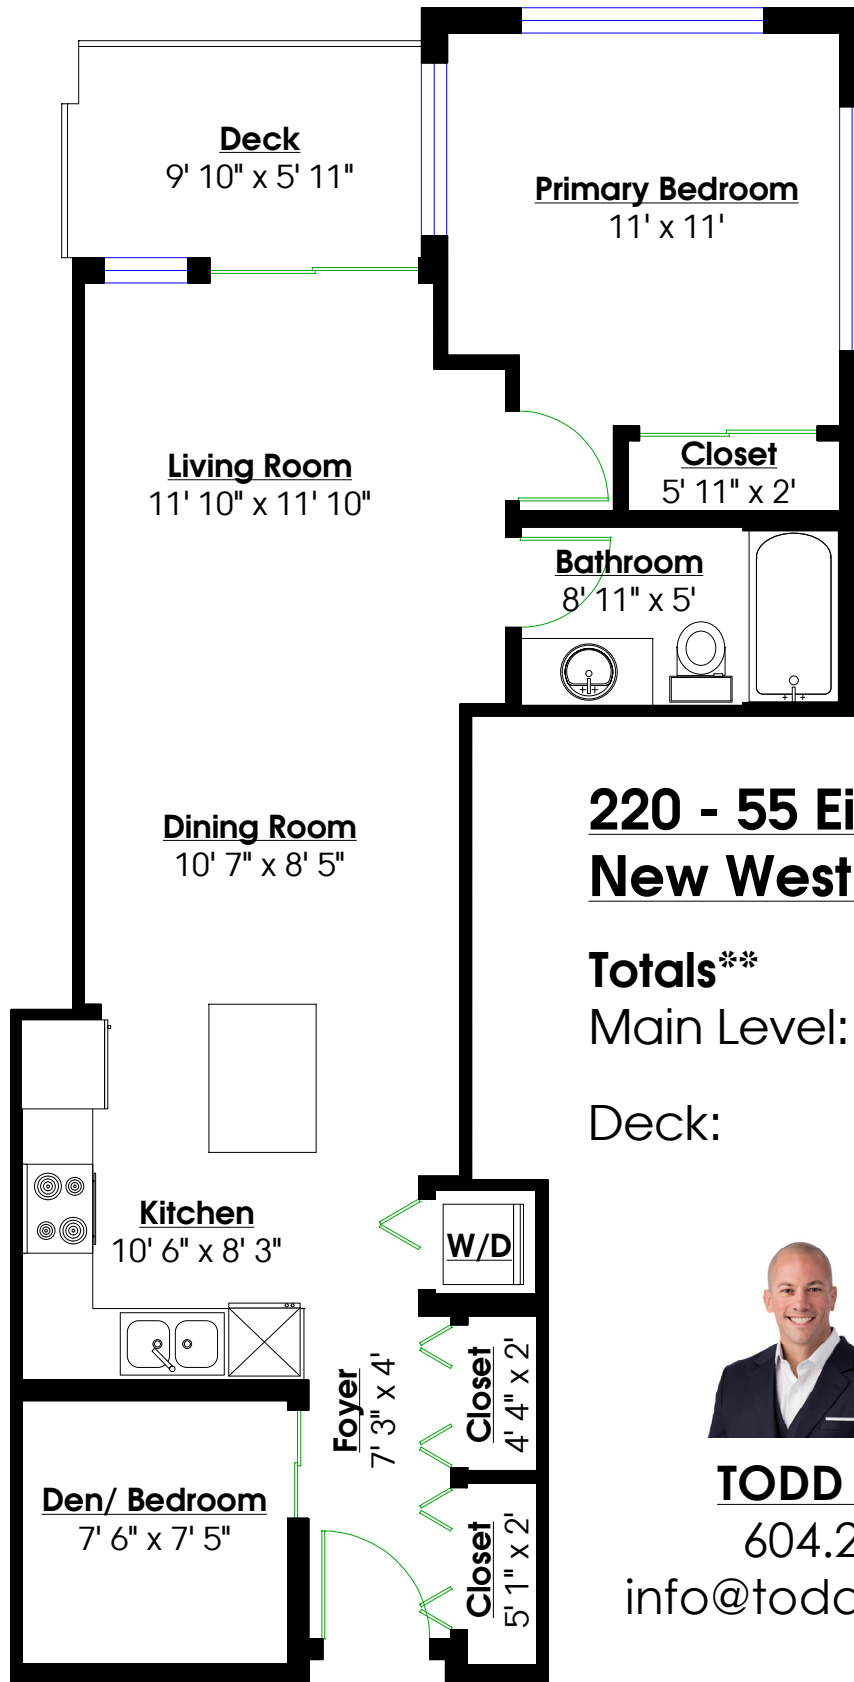 Deck
9' 10" x 5' 11"
Primary Bedroom
11' x 11'
Living Room
11' 10" x 11' 10"
Closet
5' 11" x 2'
Bathroom
8' 11" x 5'
Dining Room
10' 7" x 8' 5"
220 - 55 Ei
New West
Totals**
Main Level:
Deck:
Kitchen
10' 6" x 8' 3"
W/D
Foyer
7' 3" x 4'
Closet
4' 4" x 2'
Den/ Bedroom
7' 6" x 7' 5"
Closet
5' 1" x 2'
TODD
604.2
info@todd